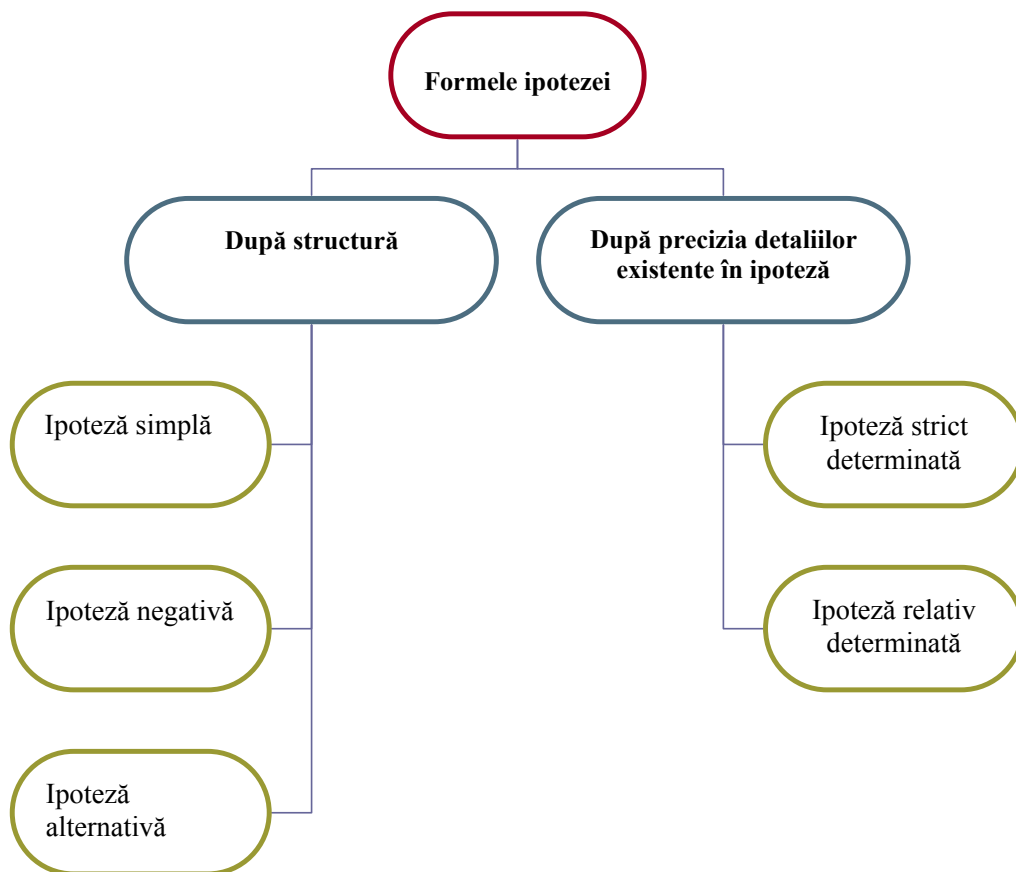 Formele ipotezei
După structură
După precizia detaliilor
existente în ipoteză
Ipoteză simplă
Ipoteză negativă
Ipoteză
alternativă
Ipoteză strict
determinată
Ipoteză relativ
determinată